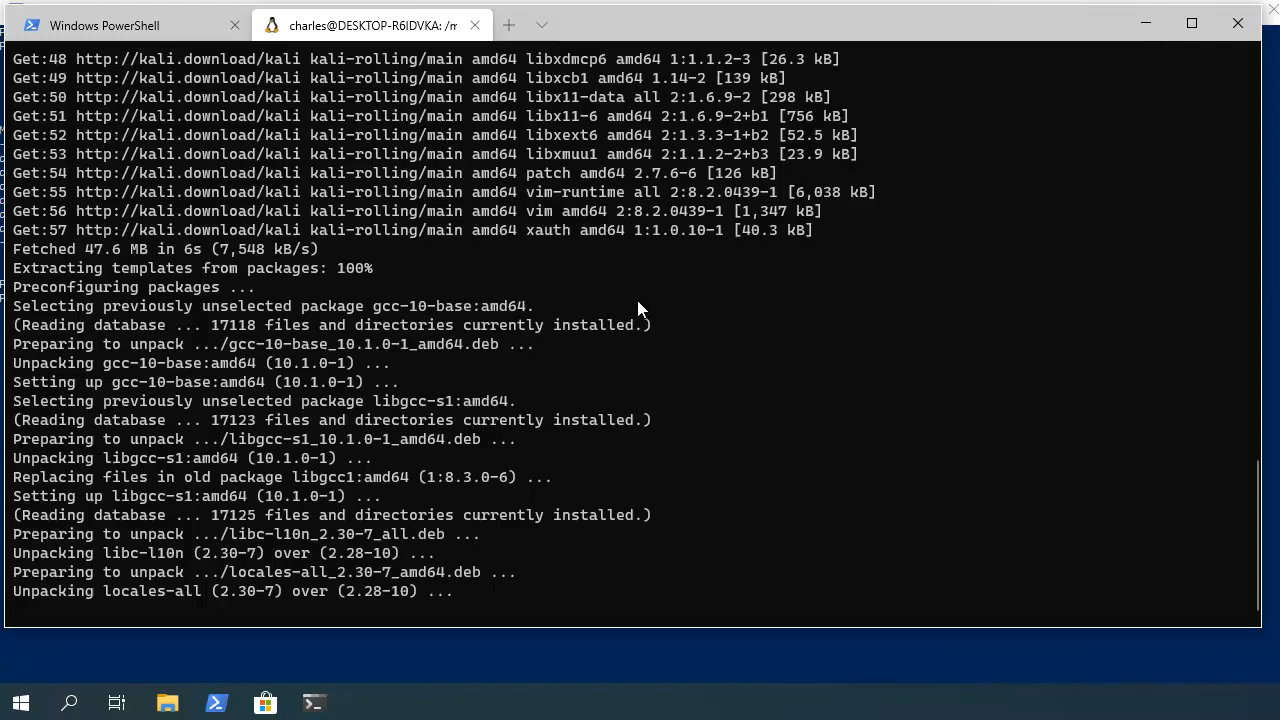 Windows PowerShell
charles@DESKTOP-R6IDVKA: /m
Get:48 http://kali.download/kali kali-rolling/main amd64 libxdmcp6 amd64 1:1.1.2-3 [26.3 kB]
Get:49 http://kali.download/kali kali-rolling/main amd64 libxcb1 amd64 1.14-2 [139 kB]
Get:50 http://kali.download/kali kali-rolling/main amd64 libx11-data all 2:1.6.9-2 [298 kB]
Get:51 http://kali.download/kali kali-rolling/main amd64 libx11-6 amd64 2:1.6.9-2+b1 [756 kB]
Get:52 http://kali.download/kali kali-rolling/main amd64 libxext6 amd64 2:1.3.3-1+b2 [52.5 kB]
Get:53 http://kali.download/kali kali-rolling/main amd64 libxmuu1 amd64 2:1.1.2-2+b3 [23.9 kB]
Get:54 http://kali.download/kali kali-rolling/main amd64 patch amd64 2.7.6-6 [126 kB]
Get:55 http://kali.download/kali kali-rolling/main amd64 vim-runtime all 2:8.2.0439-1 [6,038 kB]
Get:56 http://kali.download/kali kali-rolling/main amd64 vim amd64 2:8.2.0439-1 [1,347 kB]
Get:57 http://kali.download/kali kali-rolling/main amd64 xauth amd64 1:1.0.10-1 [40.3 kB]
Fetched 47.6 MB in 6s (7,548 kB/s)
Extracting templates from packages: 100%
Preconfiguring packages ...
Selecting previously unselected package gcc-10-base:amd64.
(Reading database ... 17118 files and directories currently installed.)
Preparing to unpack .../gcc-10-base_10.1.0-1_amd64.deb ...
Unpacking gcc-10-base:amd64 (10.1.0-1) ...
Setting up gcc-10-base:amd64 (10.1.0-1) ...
Selecting previously unselected package libgcc-s1:amd64.
(Reading database ... 17123 files and directories currently installed.)
Preparing to unpack .../libgcc-s1_10.1.0-1_amd64.deb ...
Unpacking libgcc-s1:amd64 (10.1.0-1) ...
Replacing files in old package libgcc1:amd64 (1:8.3.0-6) ...
Setting up libgcc-s1:amd64 (10.1.0-1) ...
(Reading database ... 17125 files and directories currently installed.)
Preparing to unpack .../libc-l10n_2.30-7_all.deb ...
Unpacking libc-l10n (2.30-7) over (2.28-10) ...
Preparing to unpack .../locales-all_2.30-7_amd64.deb ...
Unpacking locales-all (2.30-7) over (2.28-10) ...